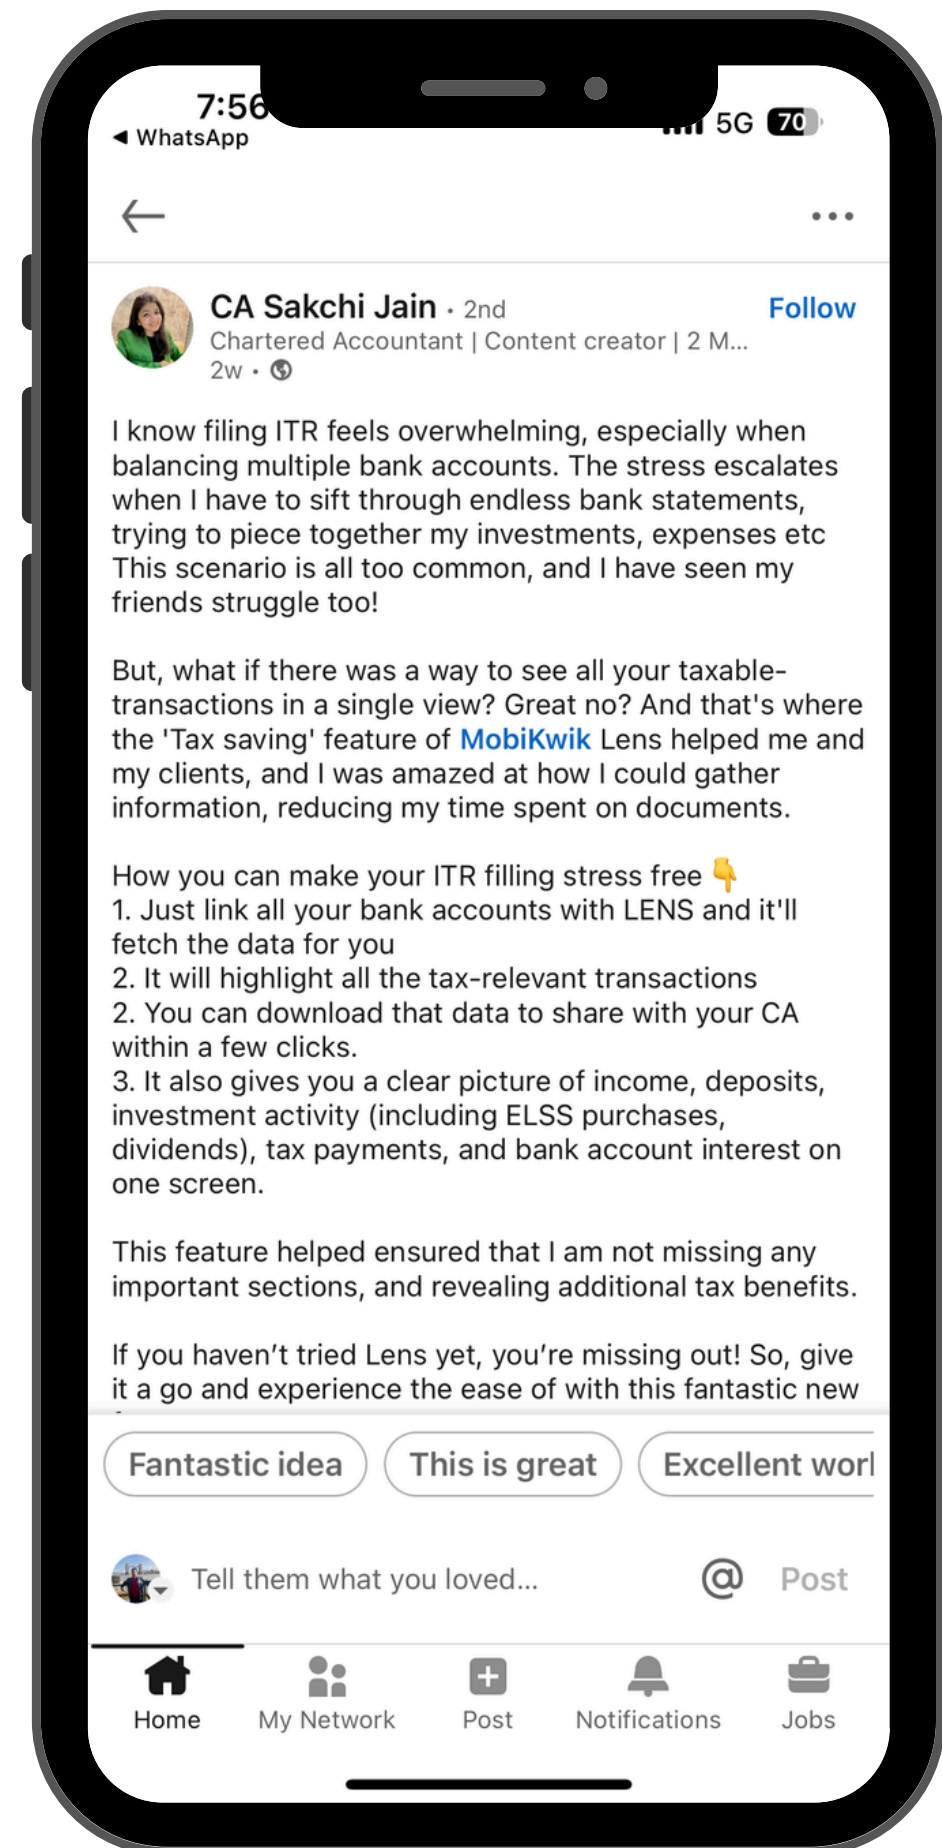 7:56
◀ WhatsApp
5G 70
CA Sakchi Jain • 2nd
Follow
Chartered Accountant | Content creator | 2 M...
2w •
I know filing ITR feels overwhelming, especially when
balancing multiple bank accounts. The stress escalates
when I have to sift through endless bank statements,
trying to piece together my investments, expenses etc
This scenario is all too common, and I have seen my
friends struggle too!
But, what if there was a way to see all your taxable-
transactions in a single view? Great no? And that's where
the 'Tax saving' feature of MobiKwik Lens helped me and
my clients, and I was amazed at how I could gather
information, reducing my time spent on documents.
How you can make your ITR filling stress free 👇
1. Just link all your bank accounts with LENS and it'll
fetch the data for you
2. It will highlight all the tax-relevant transactions
2. You can download that data to share with your CA
within a few clicks.
3. It also gives you a clear picture of income, deposits,
investment activity (including ELSS purchases,
dividends), tax payments, and bank account interest on
one screen.
This feature helped ensured that I am not missing any
important sections, and revealing additional tax benefits.
If you haven't tried Lens yet, you're missing out! So, give
it a go and experience the ease of with this fantastic new
Fantastic idea
This is great
Excellent
Tell them what you loved...
@ Post
Home
My Network
Post
Notifications
Jobs